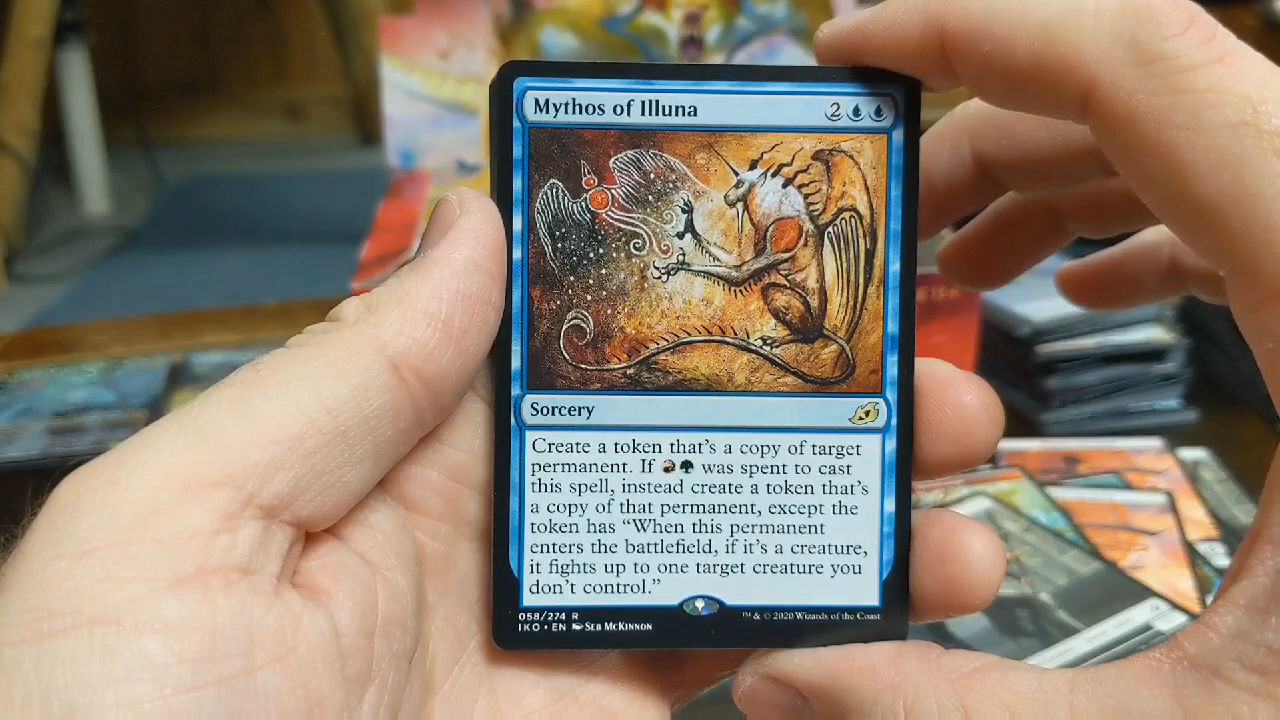 Mythos of Illuna 2
Sorcery
Create a token that's a copy of target
permanent. If was spent to cast
this spell, instead create a token that's
a copy of that permanent, except the
token has “When this permanent
enters the battlefield, if it's a creature,
it fights up to one target creature you
don't control.”
058/274 R
IKO • EN SEB MCKINNON
™ & © 2020 Wizards of the Coast